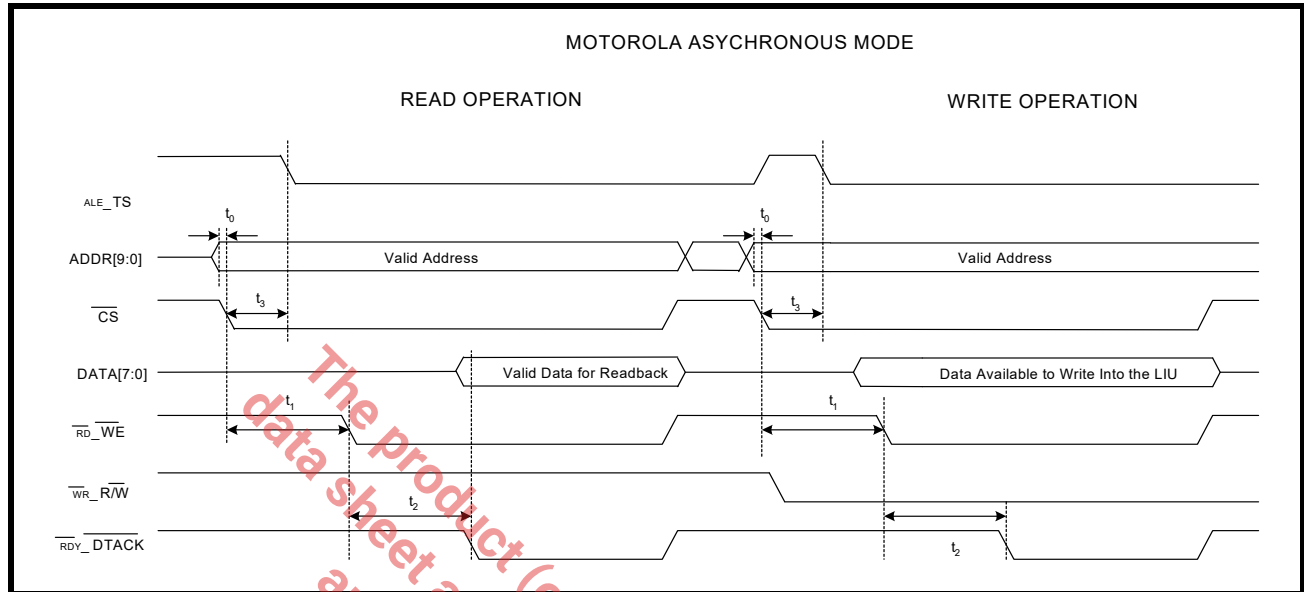 MOTOROLA ASYCHRONOUS MODE
READ OPERATION
WRITE OPERATION
ALE_TS
t0
t0
ADDR[9:0]
Valid Address
Valid Address
t3
t3
CS
DATA[7:0]
Valid Data for Readback
Data Available to Write Into the LIU
t1
t1
RD_WE
WR_R/W
t2
t2
RDY_DTACK
The product (
data sheet a
a